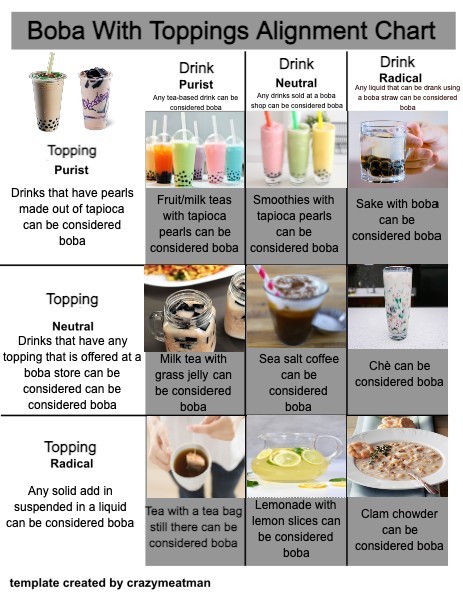 Boba With Toppings Alignment Chart
Drink
Purist
Any tea-based drink can be
considered boba
Drink
Neutral
Any drinks sold at a boba
shop can be considered boba
Drink
Radical
Any liquid that can be drank using
a boba straw can be considered
boba
Topping
Purist
Drinks that have pearls
made out of tapioca
can be considered
boba
Fruit/milk teas
with tapioca
pearls can be
considered boba
Smoothies with
tapioca pearls
can be
considered boba
Sake with boba
can be
considered boba
Topping
Neutral
Drinks that have any
topping that is offered at a
boba store can be
considered can be
considered boba
Milk tea with
grass jelly can
be considered
boba
Sea salt coffee
can be
considered
boba
Chè can be
considered boba
Topping
Radical
Any solid add in
suspended in a liquid
can be considered boba
Tea with a tea bag
still there can be
considered boba
Lemonade with
lemon slices can
be considered
boba
Clam chowder
can be
considered boba
template created by crazymeatman